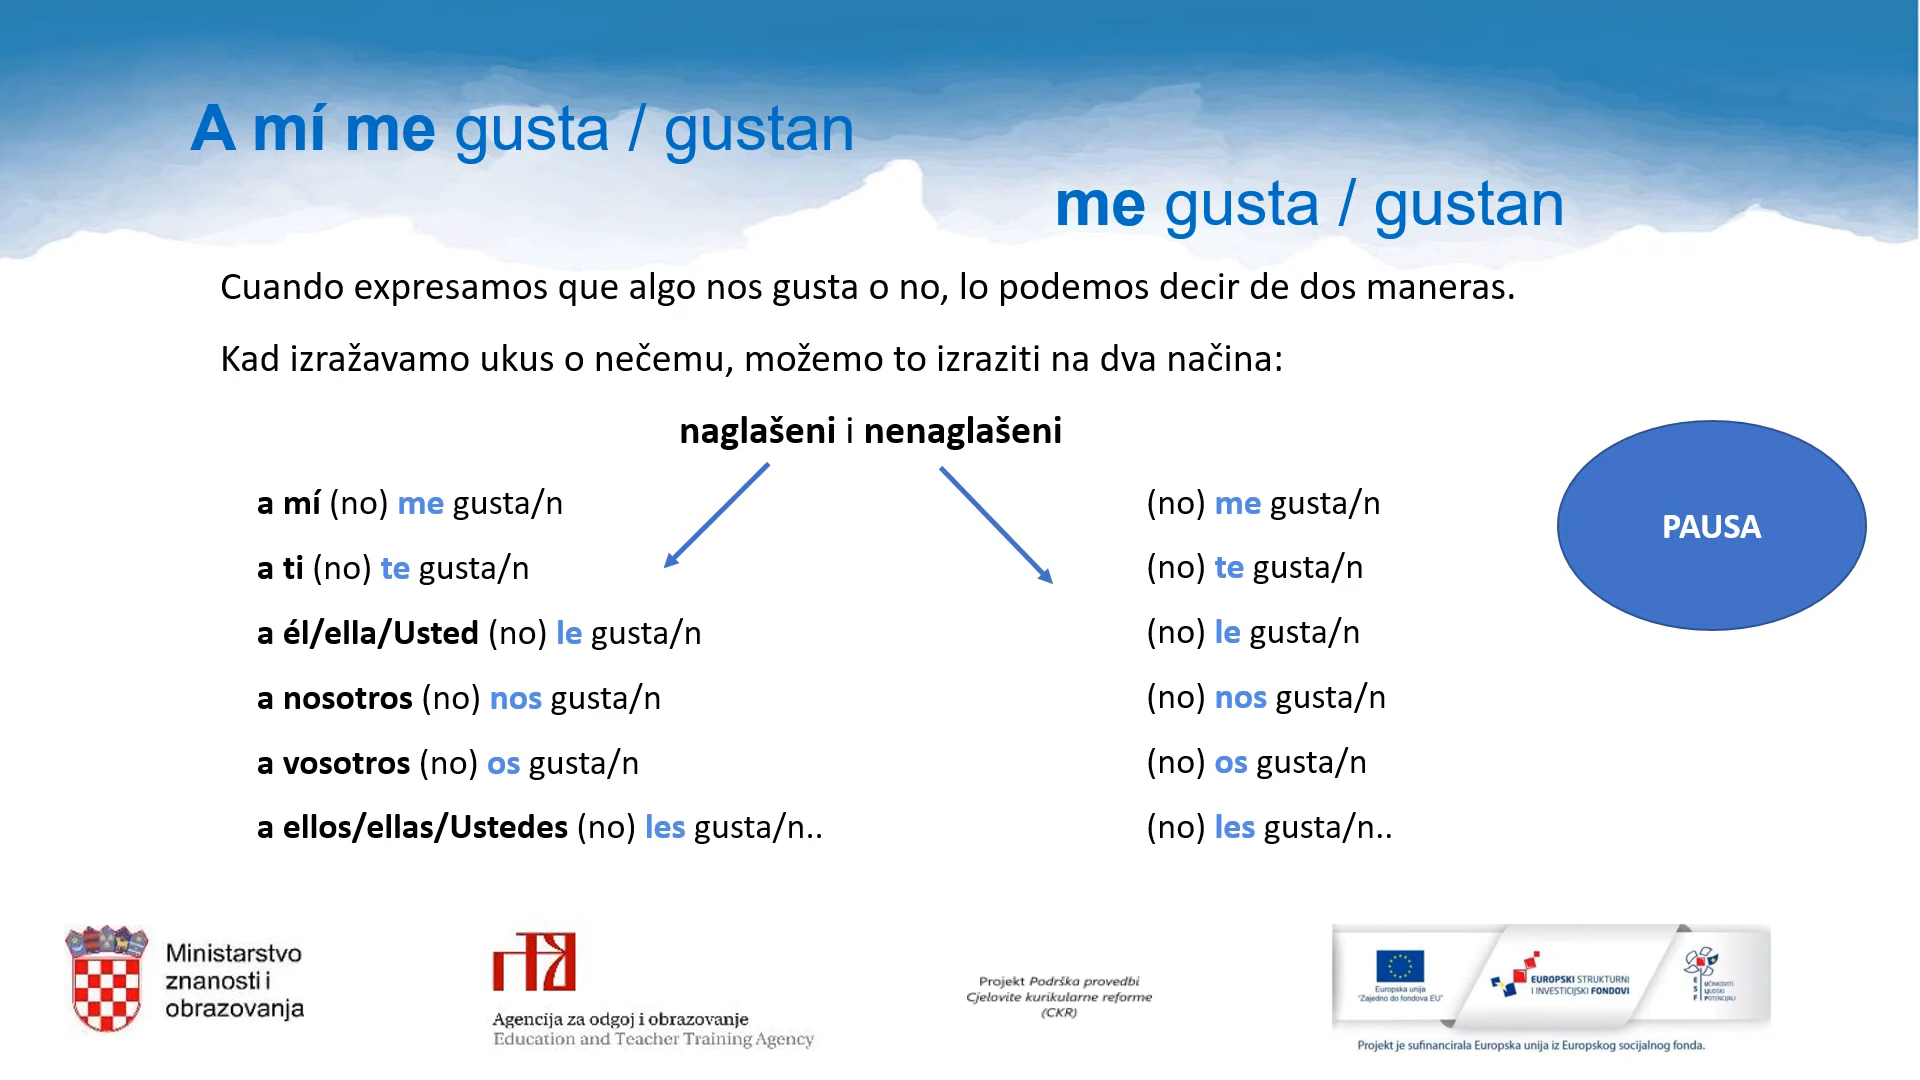 A mí me gusta / gustan
me gusta / gustan
Cuando expresamos que algo nos gusta o no, lo podemos decir de dos maneras.
Kad izražavamo ukus o nečemu, možemo to izraziti na dva načina:
naglašeni i nenaglašeni
a mí (no) me gusta/n
a ti (no) te gusta/n
a él/ella/Usted (no) le gusta/n
a nosotros (no) nos gusta/n
a vosotros (no) os gusta/n
a ellos/ellas/Ustedes (no) les gusta/n..
(no) me gusta/n
(no) te gusta/n
(no) le gusta/n
(no) nos gusta/n
(no) os gusta/n
(no) les gusta/n..
PAUSA
Ministarstvo
znanosti i
obrazovanja
Agencija za odgoj i obrazovanje
Education and Teacher Training Agency
Projekt Podrška provedbi
Cjelovite kurikularne reforme
(CKR)
Europska unija
"Zajedno do fondova EU"
EUROPSKI STRUKTURNI
I INVESTICIJSKI FONDOVI
ESF
UČINKOVITI
LJUDSKI
POTENCIJALI
Projekt je sufinancirala Europska unija iz Europskog socijalnog fonda.